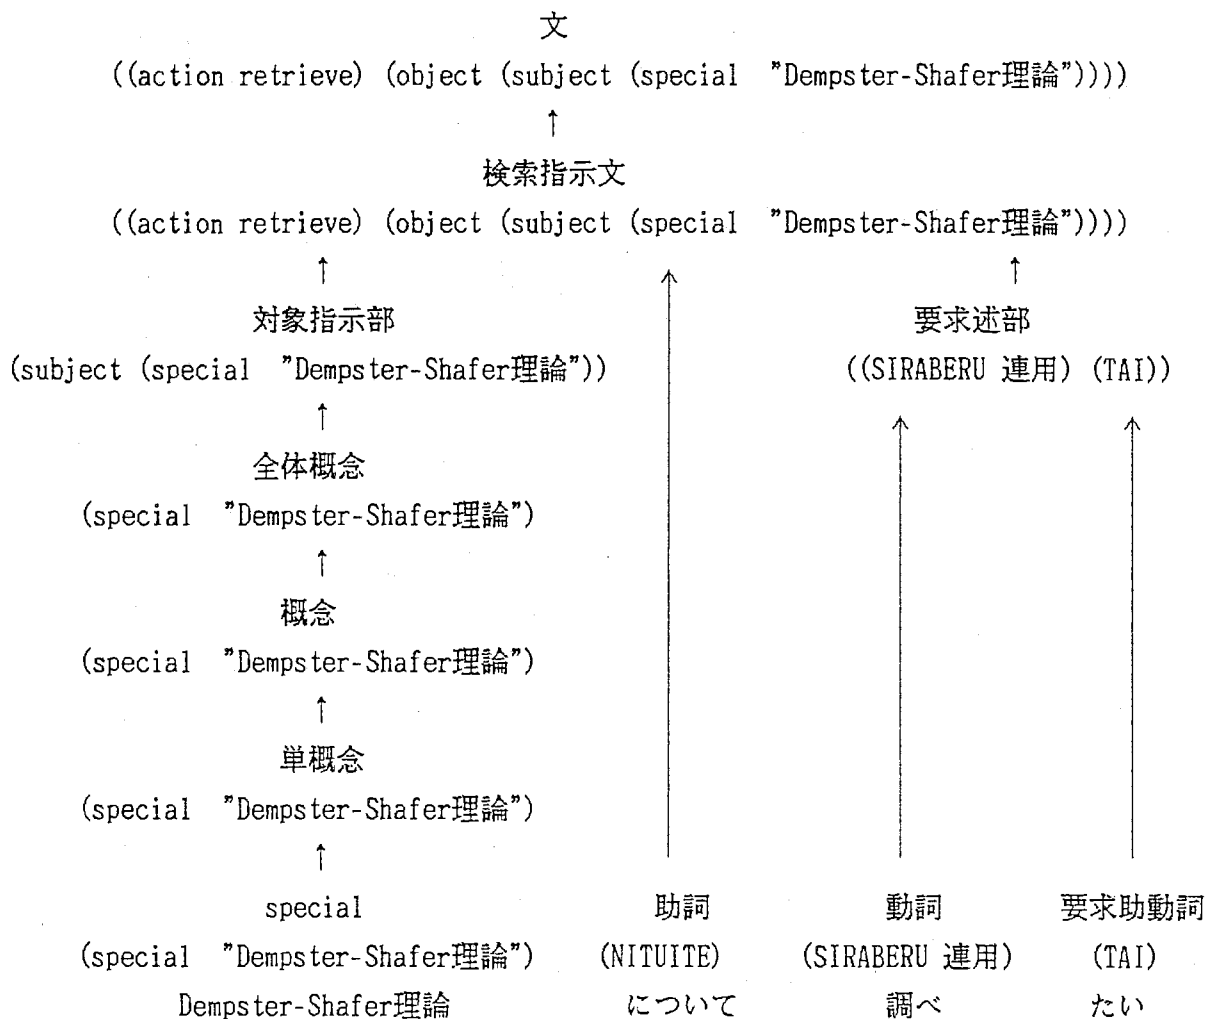 文
((action retrieve) (object (subject (special "Dempster-Shafer理論"))))
↑
検索指示文
((action retrieve) (object (subject (special "Dempster-Shafer理論"))))
↑ ↑ ↑
対象指示部 要求述部
(subject (special "Dempster-Shafer理論")) ((SIRABERU 連用) (TAI))
↑ ↑ ↑
全体概念
(special "Dempster-Shafer理論")
↑
概念
(special "Dempster-Shafer理論")
↑
単概念
(special "Dempster-Shafer理論")
↑
special 助詞 動詞 要求助動詞
(special "Dempster-Shafer理論") (NITUITE) (SIRABERU 連用) (TAI)
Dempster-Shafer理論 について 調べ たい